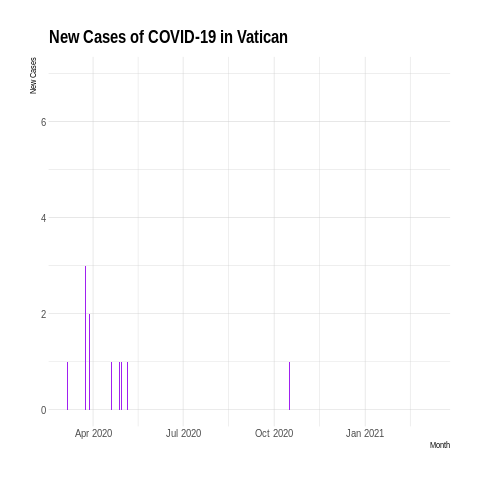 New Cases of COVID-19 in Vatican
New Cases
6
4
2
0
Apr 2020
Jul 2020
Oct 2020
Jan 2021
Month